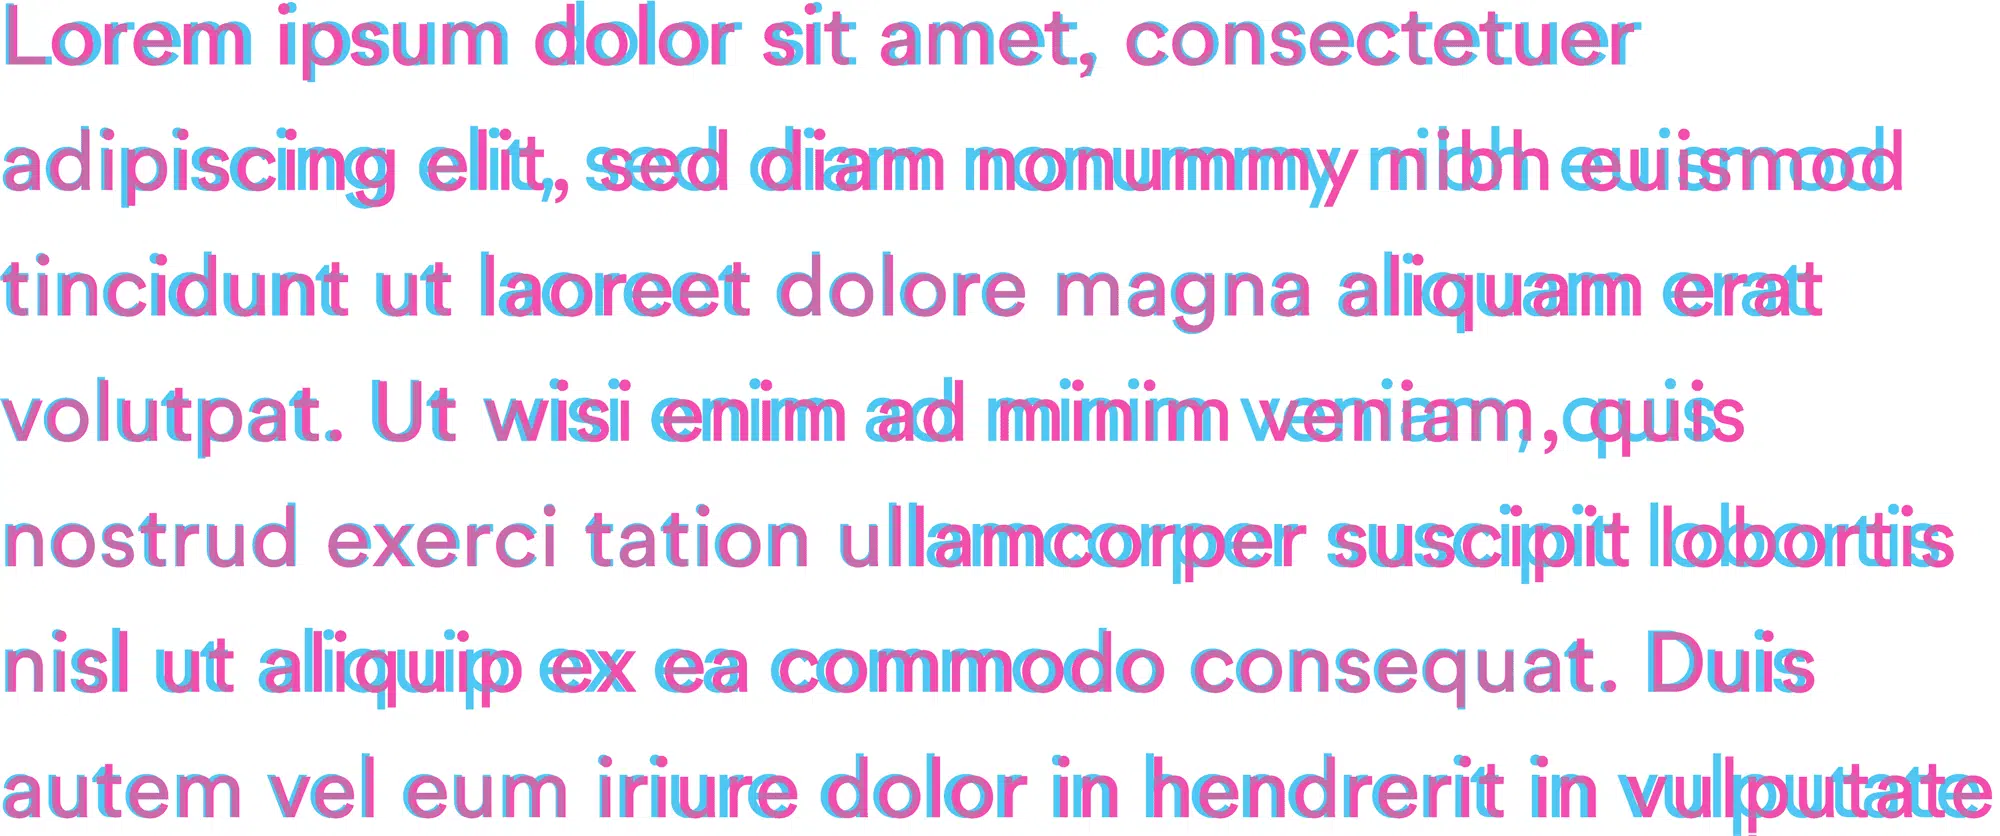 Lorem ipsum dolor sit amet, consectetuer
adipiscing elit, sed diam nonummy nibh euismod
tincidunt ut laoreet dolore magna aliquam erat
volutpat. Ut wisi enim ad minim veniam, quis
nostrud exerci tation ullamcorper suscipit lobortis
nisl ut aliquip ex ea commodo consequat. Duis
autem vel eum iriure dolor in hendrerit in vulputate